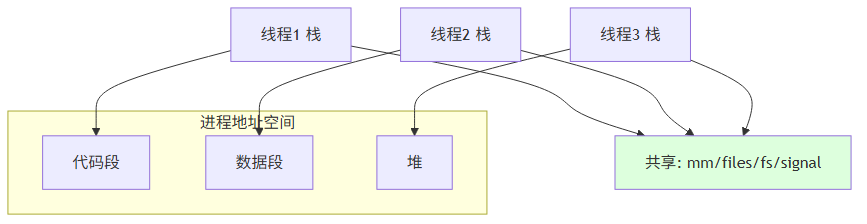 线程1 栈
线程2 栈
线程3 栈
进程地址空间
代码段
数据段
堆
共享: mm/files/fs/signal